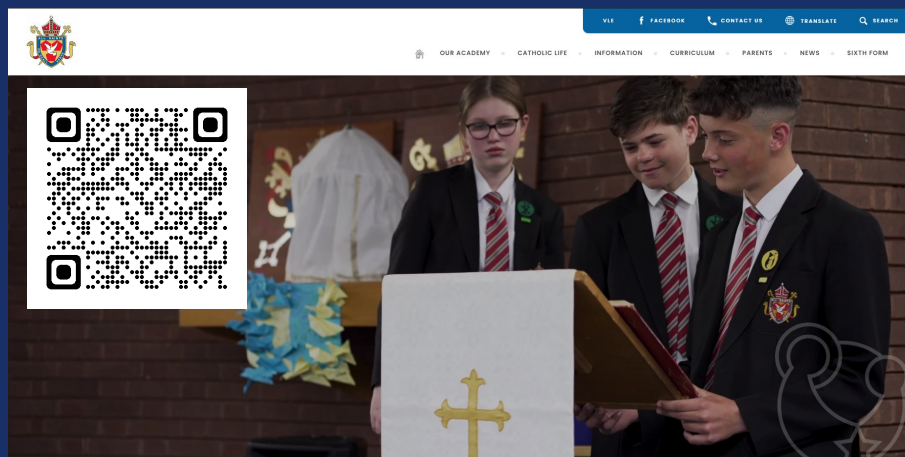 VLE FACEBOOK CONTACT US TRANSLATE SEARCH
OUR ACADEMY CATHOLIC LIFE INFORMATION CURRICULUM PARENTS NEWS SIXTH FORM